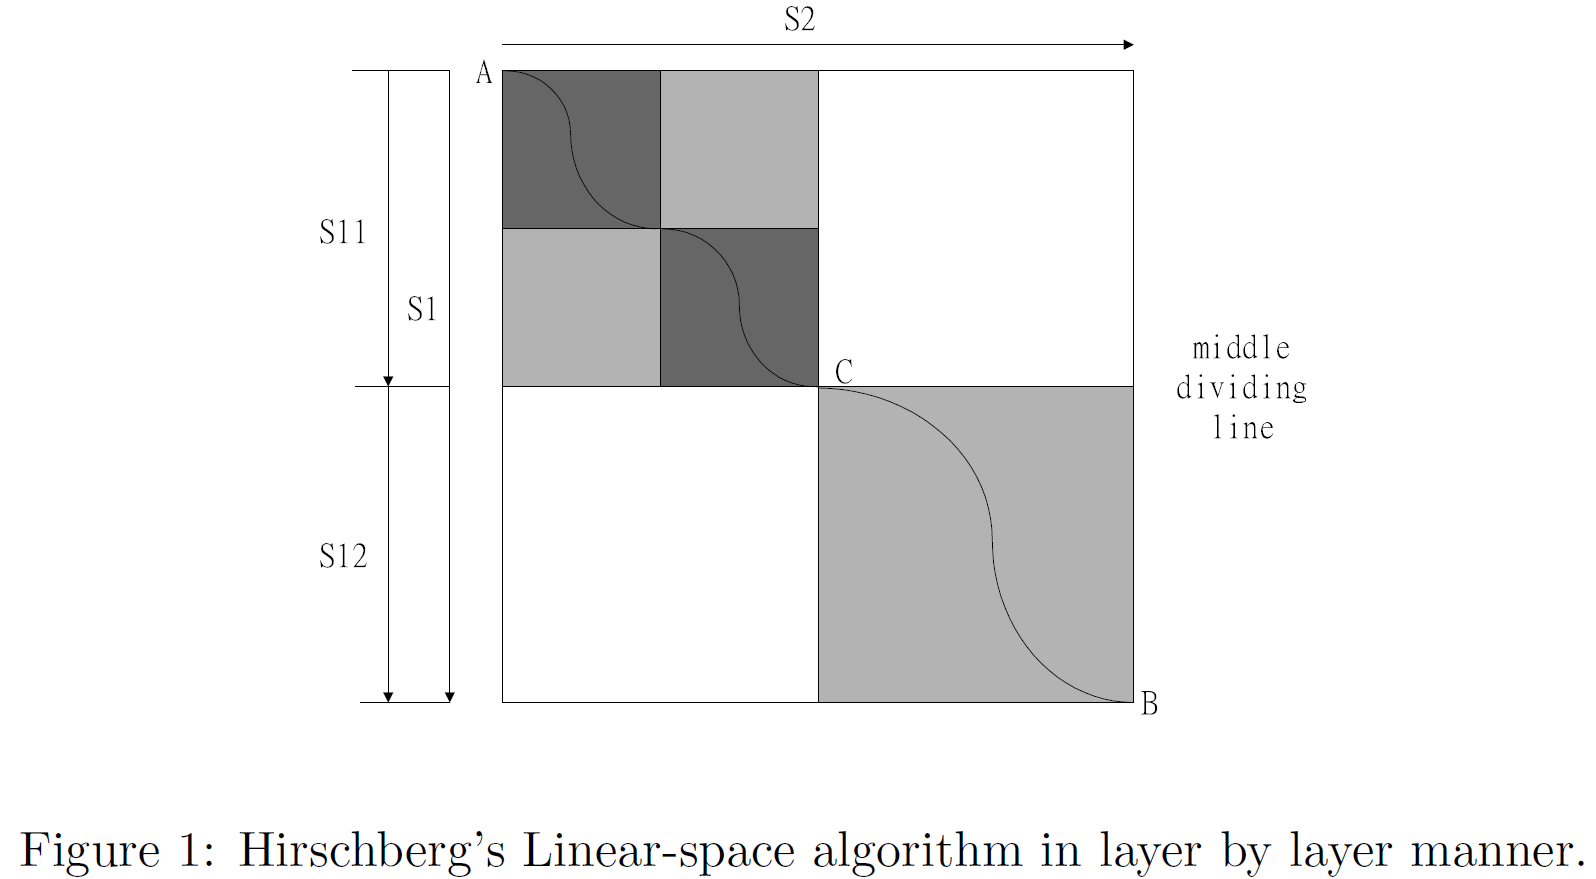 S2
A
S11
S1
C
middle
dividing
line
S12
B
Figure 1: Hirschberg's Linear-space algorithm in layer by layer manner.